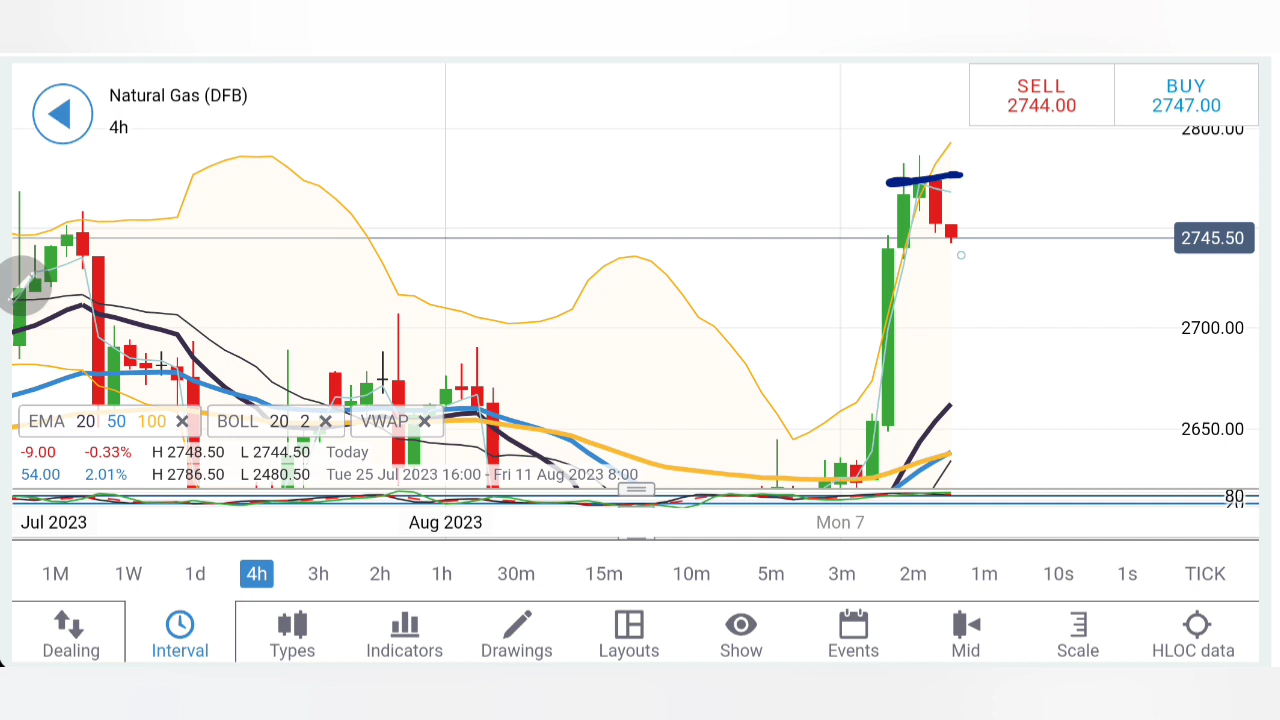 Natural Gas (DFB)
4h
SELL
2744.00
BUY
2747.00
2800.00
2745.50
2700.00
2650.00
EMA 20 50 100
BOLL 20 2
VWAP
-9.00 -0.33% H 2748.50 L 2744.50 Today
54.00 2.01% H 2786.50 L 2480.50 Tue 25 Jul 2023 16:00 - Fri 11 Aug 2023 8:00
80
20
Jul 2023 Aug 2023 Mon 7
1M 1W 1d 4h 3h 2h 1h 30m 15m 10m 5m 3m 2m 1m 10s 1s TICK
Dealing Interval Types Indicators Drawings Layouts Show Events Mid Scale HLOC data